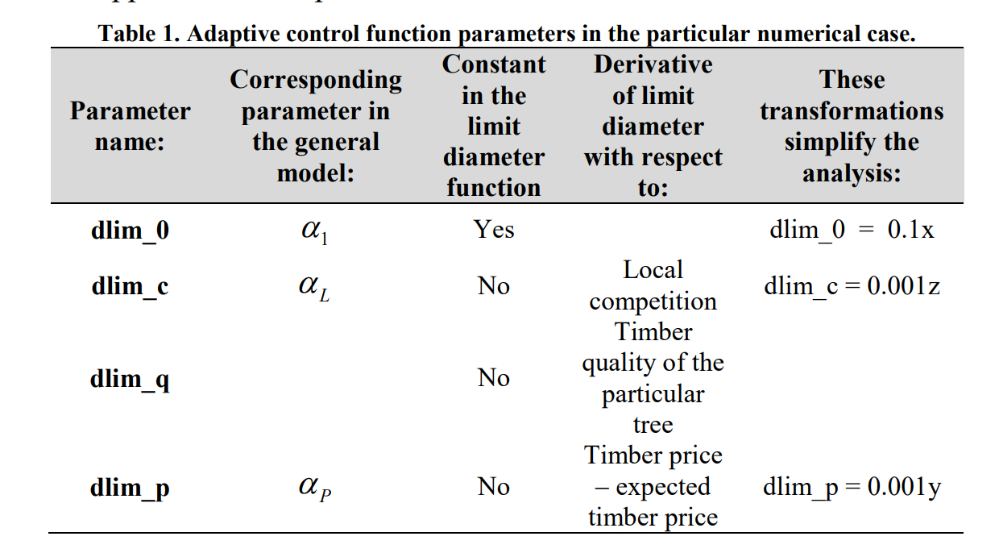 Table 1. Adaptive control function parameters in the particular numerical case.
Parameter
name:
Corresponding
parameter in
the general
model:
Constant
in the
limit
diameter
function
Derivative
of limit
diameter
with respect
to:
These
transformations
simplify the
analysis:
dlim_0
α₁
Yes
dlim_0 = 0.1x
dlim_c
α_L
No
Local
competition
dlim_c = 0.001z
dlim_q
No
Timber
quality of the
particular
tree
dlim_p
α_P
No
Timber price
– expected
timber price
dlim_p = 0.001y